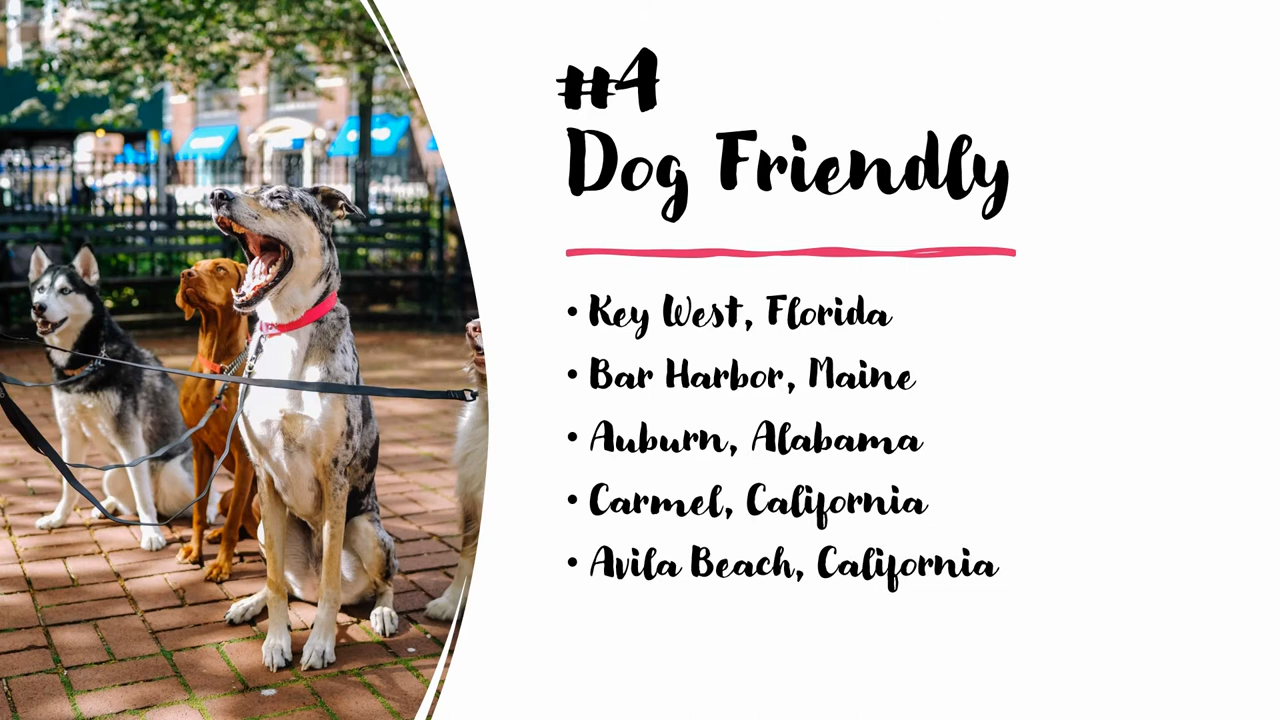 #4
Dog Friendly
• Key West, Florida
• Bar Harbor, Maine
• Auburn, Alabama
• Carmel, California
• Avila Beach, California